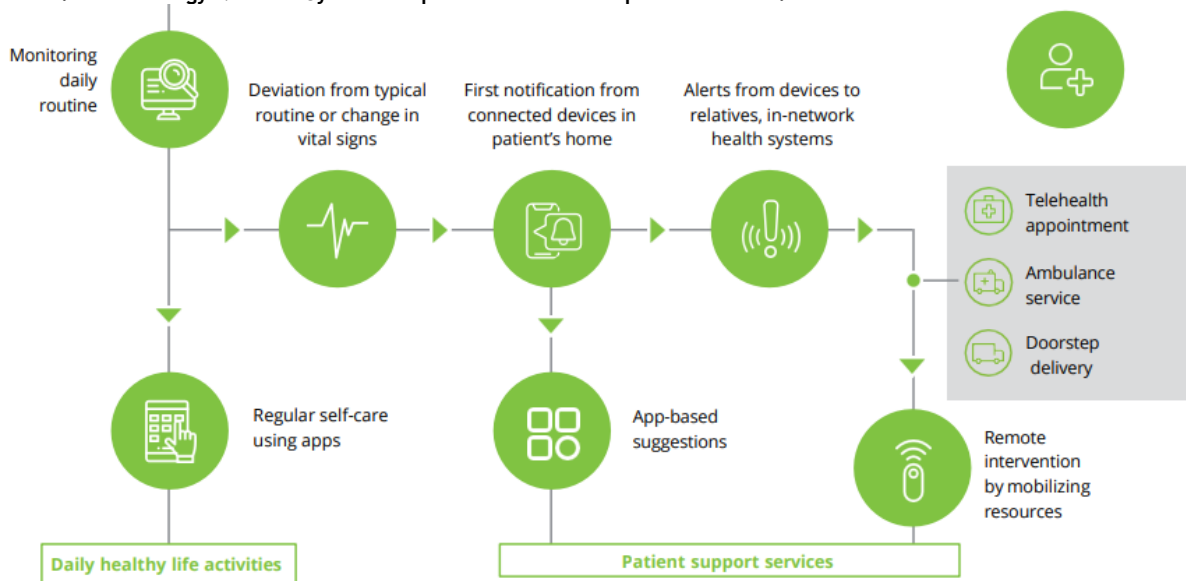 Monitoring
daily
routine
Deviation from typical
routine or change in
vital signs
First notification from
connected devices in
patient's home
Alerts from devices to
relatives, in-network
health systems
Telehealth
appointment
Ambulance
service
Doorstep
delivery
Regular self-care
using apps
App-based
suggestions
Remote
intervention
by mobilizing
resources
Daily healthy life activities
Patient support services